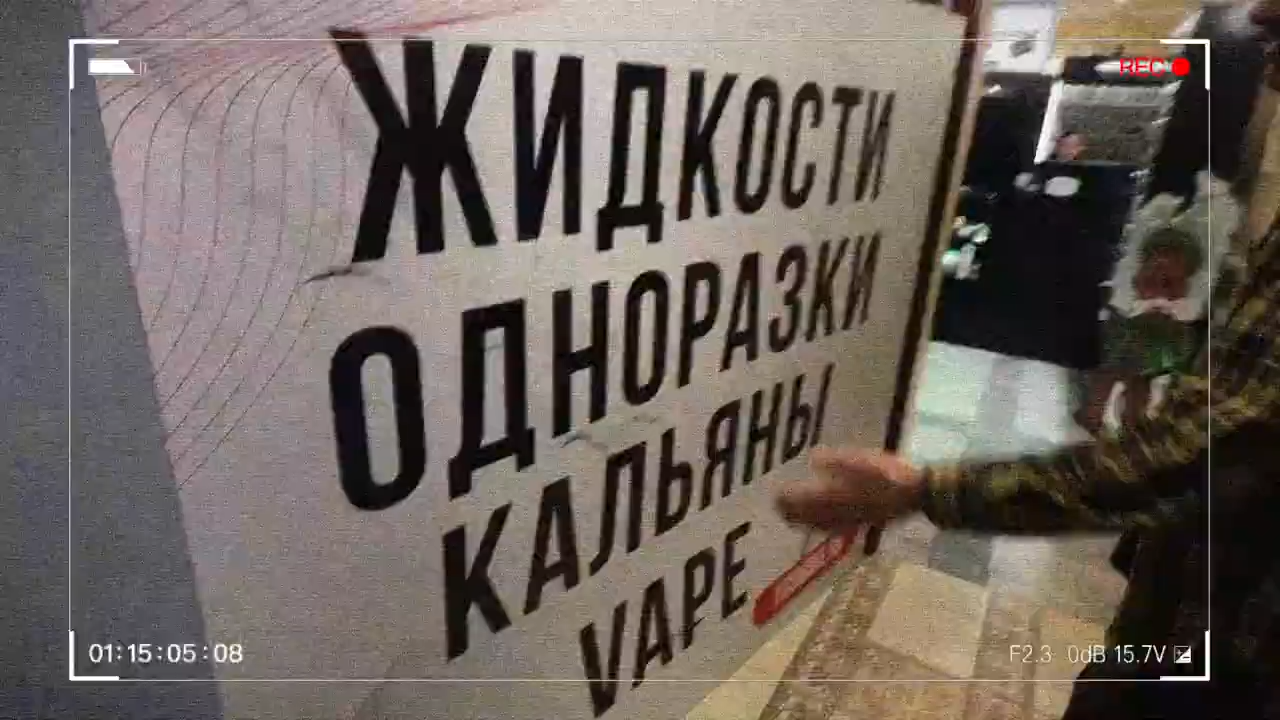 REC
ЖИДКОСТИ
ОДНОРАЗКИ
КАЛЬЯНЫ
VAPE
01:15:05:08
F2.3 0dB 15.7V